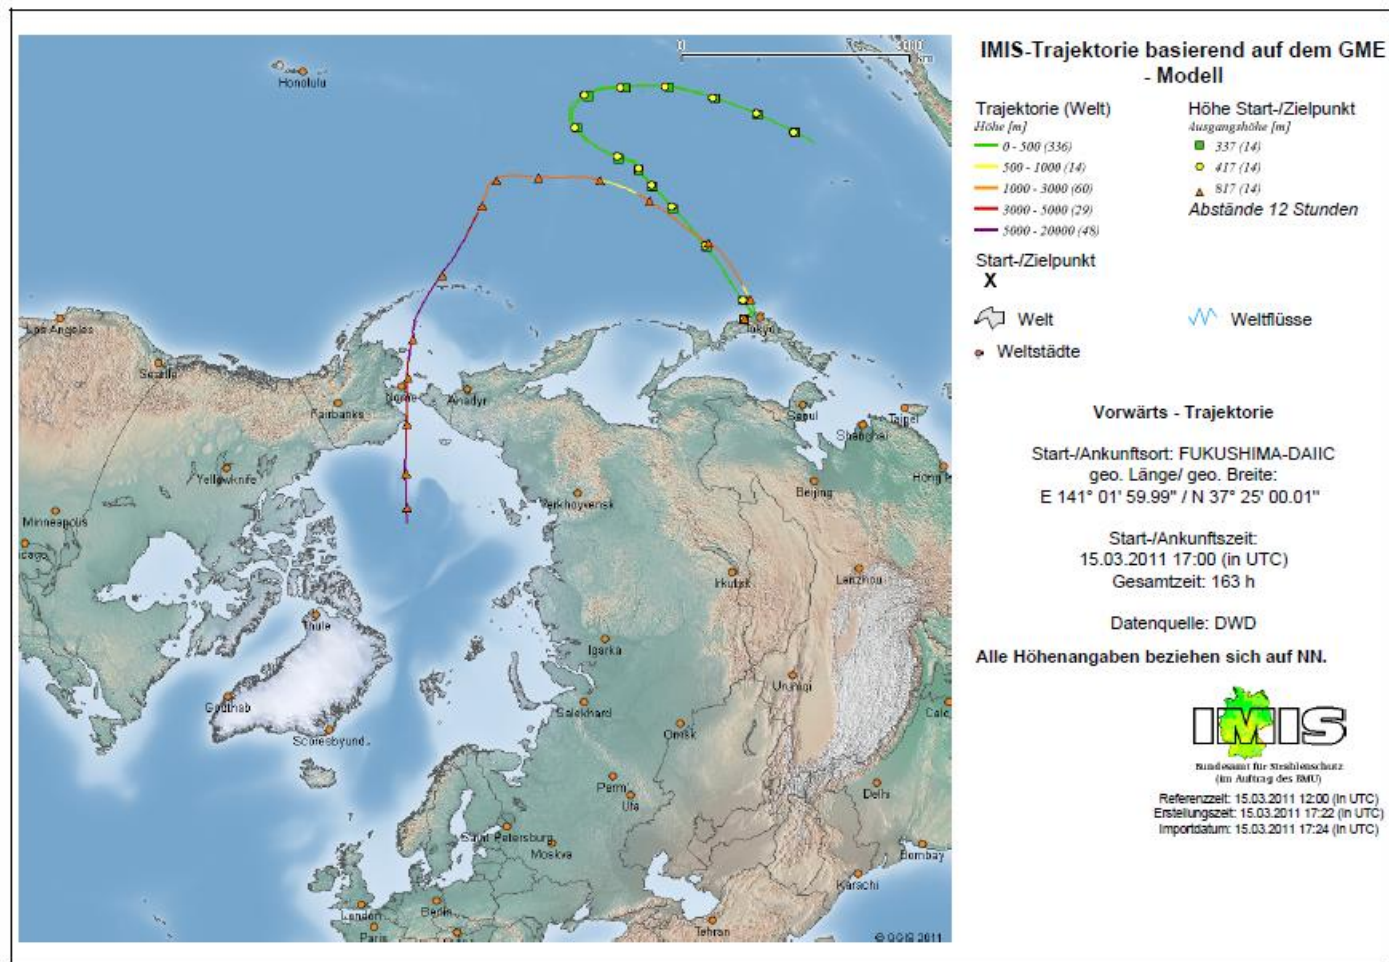 IMIS-Trajektorie basierend auf dem GME
- Modell
Trajektorie (Welt)
Höhe [m]
0 - 500 (336)
500 - 1000 (14)
1000 - 3000 (60)
3000 - 5000 (29)
5000 - 20000 (48)
Höhe Start-/Zielpunkt
Ausgangshöhe [m]
337 (14)
417 (14)
817 (14)
Abstände 12 Stunden
Start-/Zielpunkt
X
Welt
Weltflüsse
Weltstädte
Vorwärts - Trajektorie
Start-/Ankunftsort: FUKUSHIMA-DAIIC
geo. Länge/ geo. Breite:
E 141° 01' 59.99" / N 37° 25' 00.01"
Start-/Ankunftszeit:
15.03.2011 17:00 (in UTC)
Gesamtzeit: 163 h
Datenquelle: DWD
Alle Höhenangaben beziehen sich auf NN.
IMIS
Bundesamt für Strahlenschutz
(im Auftrag des BMU)
Referenzzeit: 15.03.2011 12:00 (in UTC)
Erstellungszeit: 15.03.2011 17:22 (in UTC)
Importdatum: 15.03.2011 17:24 (in UTC)
0
km
Honolulu
Los Angeles
Tokyo
Seattle
Nome
Anadyr
Fairbanks
Seoul
Taipei
Shanghai
Yellowknife
Hong
Beijing
Verkhoyansk
Minneapolis
icago
Irkutsk
Lanzhou
Thule
Igarka
Urumqi
Godthab
Salekhard
Calc
Omsk
Scoresbysund
Perm
Ufa
Delhi
Saint Petersburg
Moskva
Bombay
Karachi
London
Berlin
Paris
Tehran
© QGIS 2011